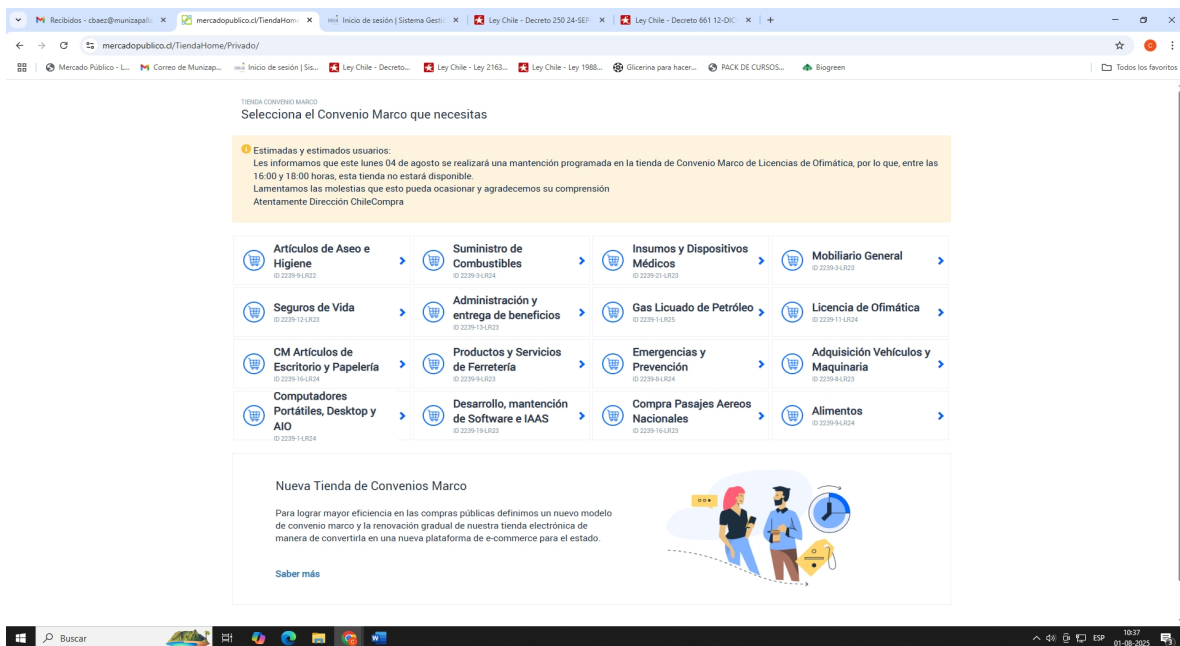 Recibidos - cbaez@munizapall
mercadopublico.cl/TiendaHome
Inicio de sesión | Sistema Gestió
Ley Chile - Decreto 250 24-SEP-
Ley Chile - Decreto 661 12-DIC
mercadopublico.cl/TiendaHome/Privado/
Mercado Público - L...
Correo de Munizap...
Inicio de sesión | Sis...
Ley Chile - Decreto...
Ley Chile - Ley 2163...
Ley Chile - Ley 1988...
Glicerina para hacer...
PACK DE CURSOS...
Biogreen
Todos los favoritos
TIENDA CONVENIO MARCO
Selecciona el Convenio Marco que necesitas
Estimadas y estimados usuarios:
Les informamos que este lunes 04 de agosto se realizará una mantención programada en la tienda de Convenio Marco de Licencias de Ofimática, por lo que, entre las
16:00 y 18:00 horas, esta tienda no estará disponible.
Lamentamos las molestias que esto pueda ocasionar y agradecemos su comprensión
Atentamente Dirección ChileCompra
Artículos de Aseo e
Higiene
ID 2239-9-LR22
Suministro de
Combustibles
ID 2239-3-LR24
Insumos y Dispositivos
Médicos
ID 2239-21-LR23
Mobiliario General
ID 2239-3-LR23
Seguros de Vida
ID 2239-12-LR23
Administración y
entrega de beneficios
ID 2239-13-LR23
Gas Licuado de Petróleo
ID 2239-1-LR25
Licencia de Ofimática
ID 2239-11-LR24
CM Artículos de
Escritorio y Papelería
ID 2239-16-LR24
Productos y Servicios
de Ferretería
ID 2239-9-LR23
Emergencias y
Prevención
ID 2239-8-LR24
Adquisición Vehículos y
Maquinaria
ID 2239-8-LR23
Computadores
Portátiles, Desktop y
AIO
ID 2239-1-LR24
Desarrollo, mantención
de Software e IAAS
ID 2239-19-LR23
Compra Pasajes Aereos
Nacionales
ID 2239-16-LR23
Alimentos
ID 2239-9-LR24
Nueva Tienda de Convenios Marco
Para lograr mayor eficiencia en las compras públicas definimos un nuevo modelo
de convenio marco y la renovación gradual de nuestra tienda electrónica de
manera de convertirla en una nueva plataforma de e-commerce para el estado.
Saber más
Buscar
ESP
10:37
01-08-2025